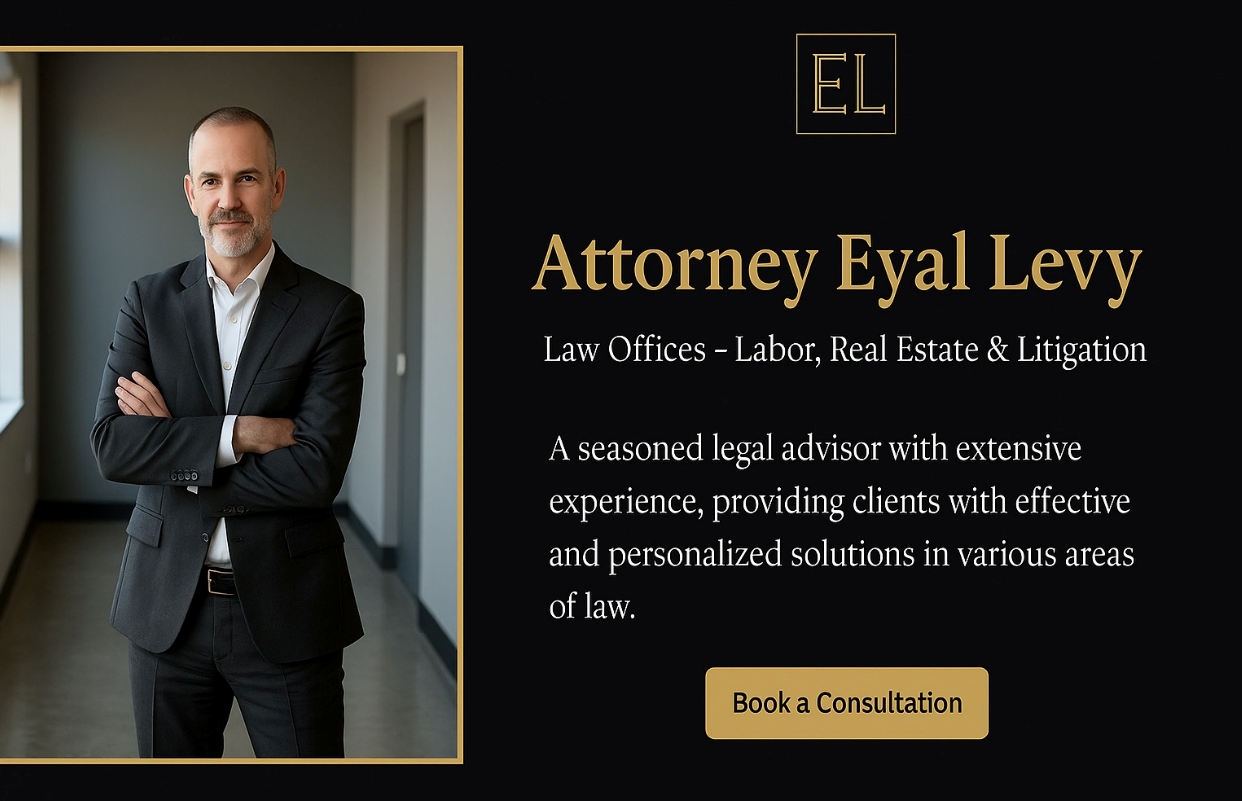 EL
Attorney Eyal Levy
Law Offices – Labor, Real Estate & Litigation
A seasoned legal advisor with extensive
experience, providing clients with effective
and personalized solutions in various areas
of law.
Book a Consultation